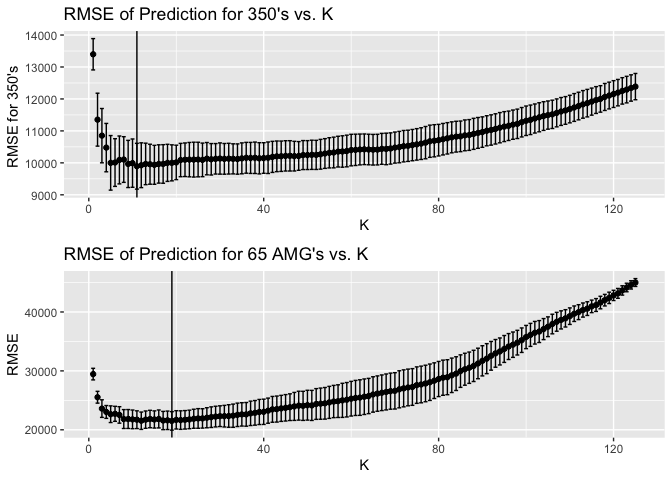 RMSE of Prediction for 350's vs. K
14000
13000
12000
11000
10000
9000
RMSE for 350's
0 40 80 120
K
RMSE of Prediction for 65 AMG's vs. K
40000
30000
20000
RMSE
0 40 80 120
K